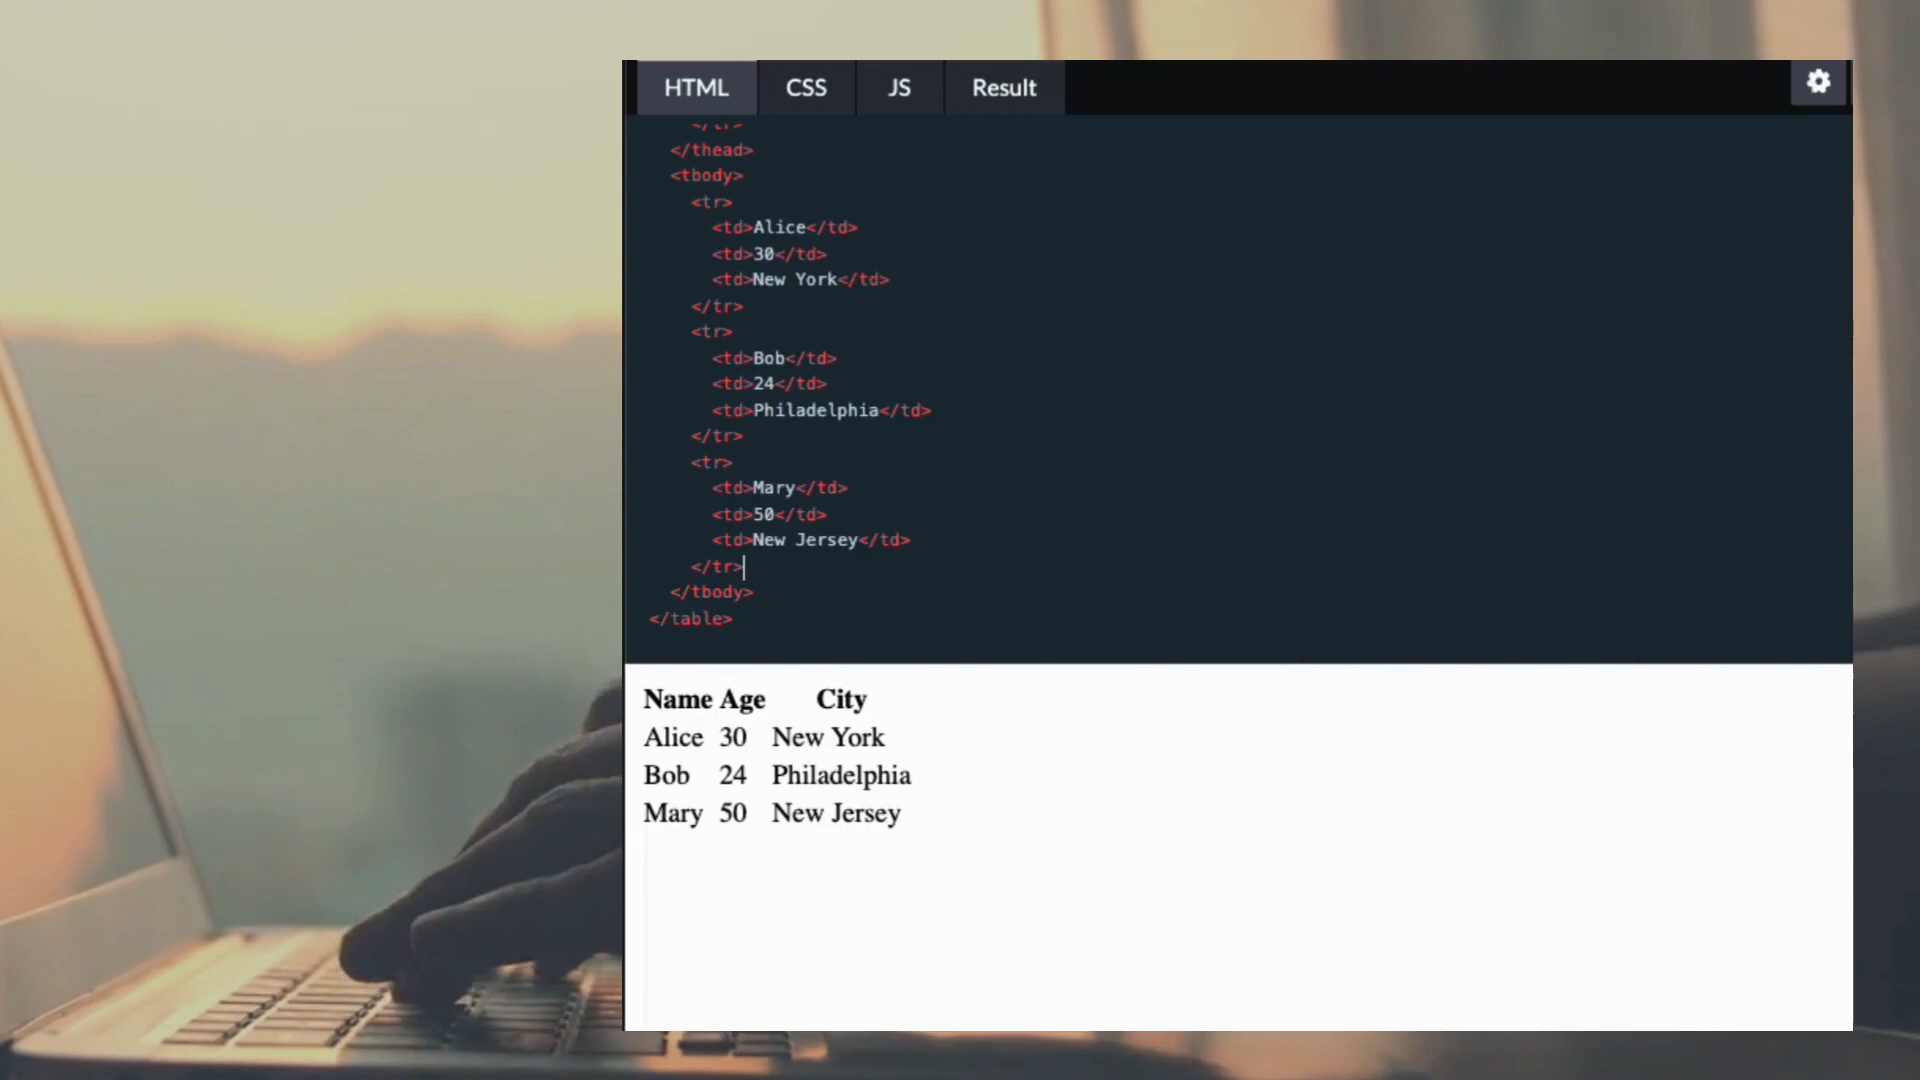 HTML CSS JS Result
</tr>
</thead>
<tbody>
<tr>
<td>Alice</td>
<td>30</td>
<td>New York</td>
</tr>
<tr>
<td>Bob</td>
<td>24</td>
<td>Philadelphia</td>
</tr>
<tr>
<td>Mary</td>
<td>50</td>
<td>New Jersey</td>
</tr>
</tbody>
</table>
Name Age City
Alice 30 New York
Bob 24 Philadelphia
Mary 50 New Jersey